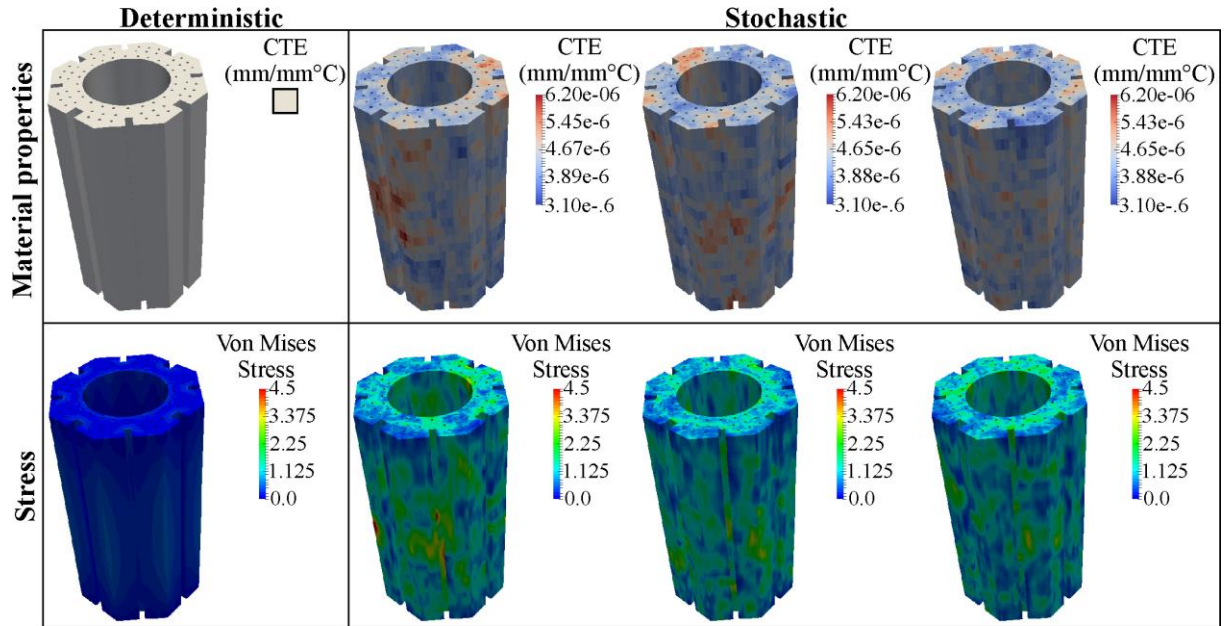 Deterministic
Stochastic
Material properties
CTE
(mm/mm°C)
CTE
(mm/mm°C)
6.20e-06
5.45e-6
4.67e-6
3.89e-6
3.10e-.6
CTE
(mm/mm°C)
6.20e-06
5.43e-6
4.65e-6
3.88e-6
3.10e-.6
CTE
(mm/mm°C)
6.20e-06
5.43e-6
4.65e-6
3.88e-6
3.10e-.6
Stress
Von Mises
Stress
4.5
3.375
2.25
1.125
0.0
Von Mises
Stress
4.5
3.375
2.25
1.125
0.0
Von Mises
Stress
4.5
3.375
2.25
1.125
0.0
Von Mises
Stress
4.5
3.375
2.25
1.125
0.0